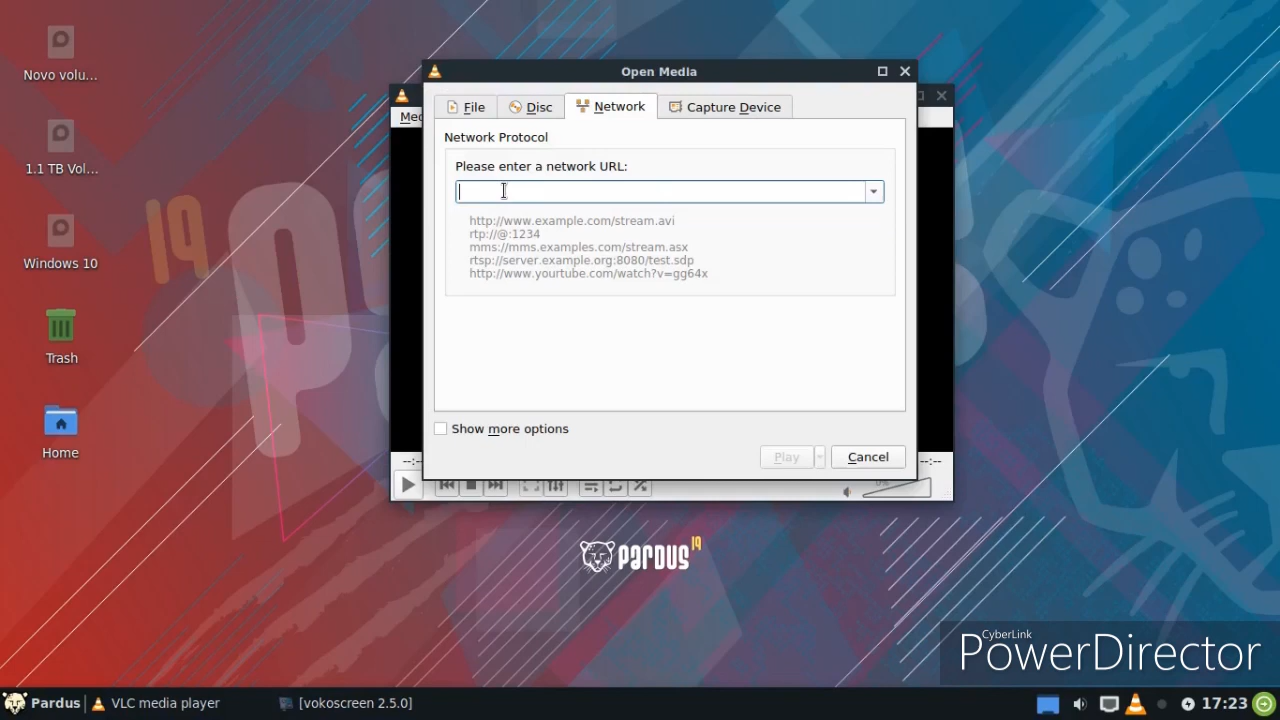 Novo volu...
1.1 TB Vol...
Windows 10
Trash
Home
19
Open Media
File
Disc
Network
Capture Device
Network Protocol
Please enter a network URL:
http://www.example.com/stream.avi
rtp://@:1234
mms://mms.examples.com/stream.asx
rtsp://server.example.org:8080/test.sdp
http://www.yourtube.com/watch?v=gg64x
Show more options
Play
Cancel
--:--
0%
PARDUS 19
CyberLink
PowerDirector
Pardus
VLC media player
[vokoscreen 2.5.0]
17:23